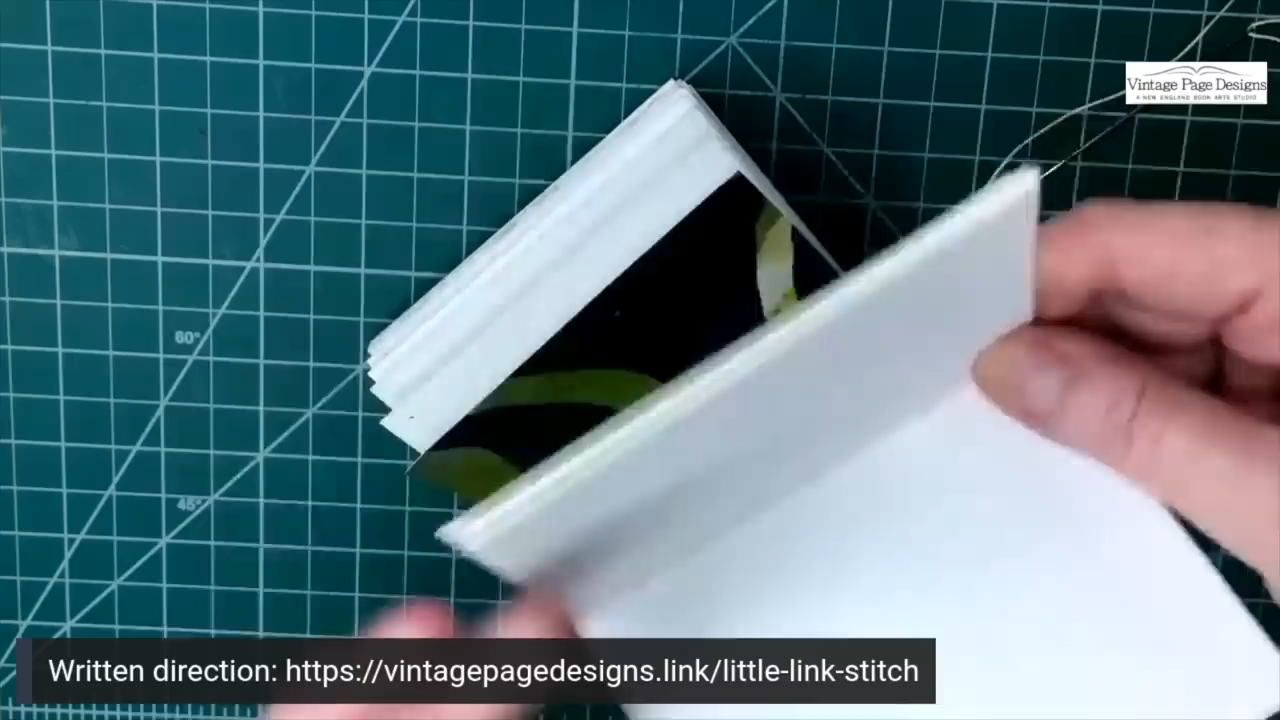 Vintage Page Designs
A NEW ENGLAND BOOK ARTS STUDIO
60°
45°
Written direction: https://vintagepagedesigns.link/little-link-stitch